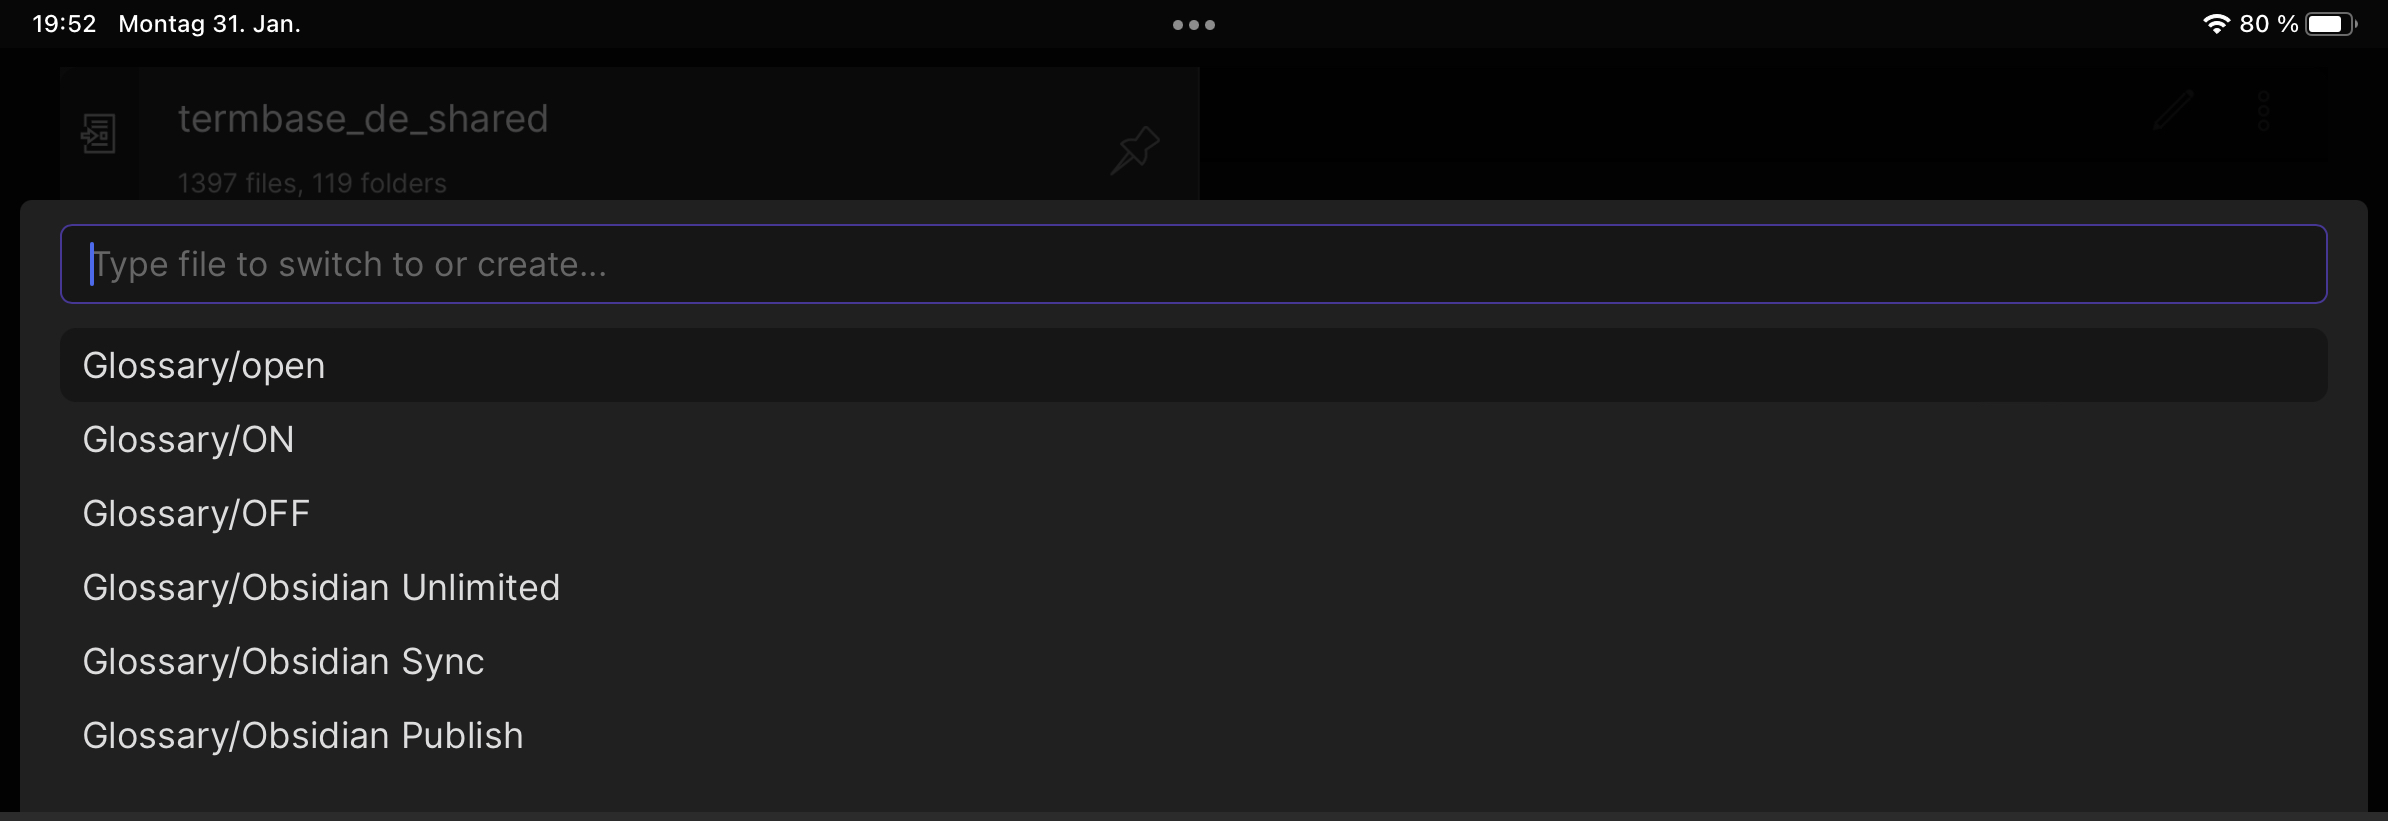 19:52 Montag 31. Jan. 80 %
termbase_de_shared
1397 files, 119 folders
Type file to switch to or create...
Glossary/open
Glossary/ON
Glossary/OFF
Glossary/Obsidian Unlimited
Glossary/Obsidian Sync
Glossary/Obsidian Publish